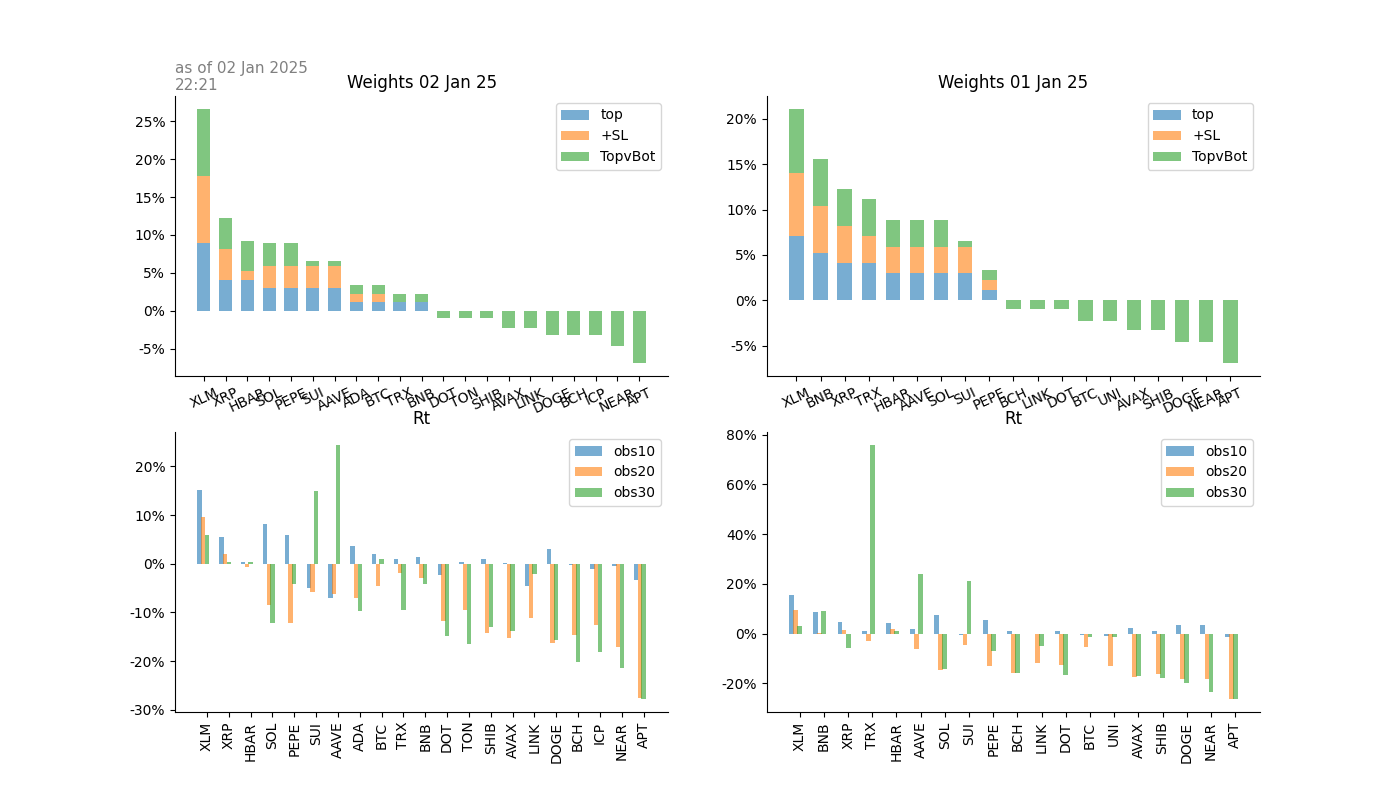 as of 02 Jan 2025
22:21
Weights 02 Jan 25
25%
20%
15%
10%
5%
0%
-5%
top
+SL
TopvBot
XLM XRP HBAR SOL PEPE SUI AAVE ADA BTC TRX BNB DOT TON SHIB AVAX LINK DOGE BCH ICP NEAR APT
Weights 01 Jan 25
20%
15%
10%
5%
0%
-5%
top
+SL
TopvBot
XLM BNB XRP TRX HBAR AAVE SOL SUI PEPE BCH LINK DOT BTC UNI AVAX SHIB DOGE NEAR APT
Rt
20%
10%
0%
-10%
-20%
-30%
obs10
obs20
obs30
XLM XRP HBAR SOL PEPE SUI AAVE ADA BTC TRX BNB DOT TON SHIB AVAX LINK DOGE BCH ICP NEAR APT
Rt
80%
60%
40%
20%
0%
-20%
obs10
obs20
obs30
XLM BNB XRP TRX HBAR AAVE SOL SUI PEPE BCH LINK DOT BTC UNI AVAX SHIB DOGE NEAR APT